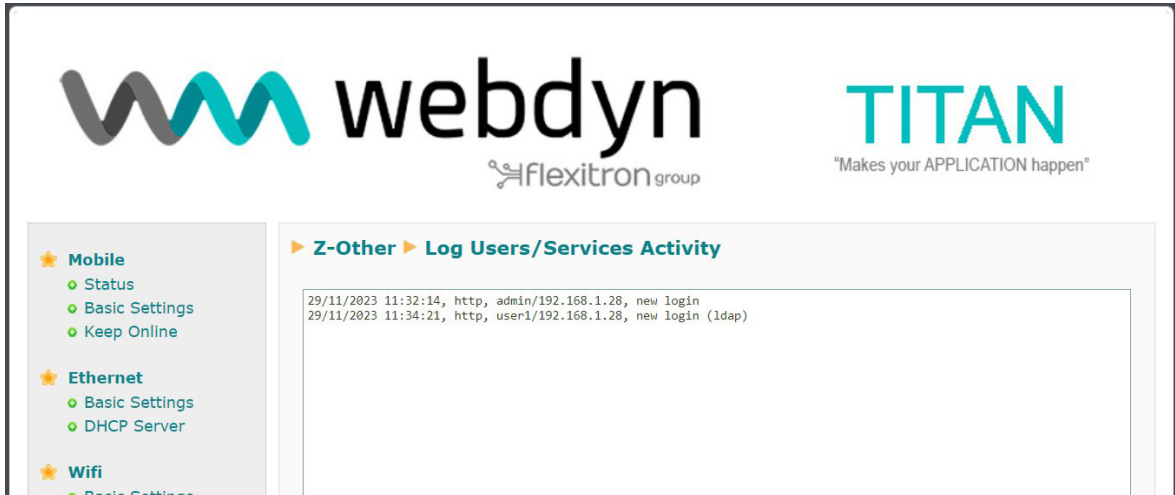 webdyn
flexitron group
TITAN
"Makes your APPLICATION happen"
Mobile
Status
Basic Settings
Keep Online
Ethernet
Basic Settings
DHCP Server
Wifi
Basic Settings
Z-Other Log Users/Services Activity
29/11/2023 11:32:14, http, admin/192.168.1.28, new login
29/11/2023 11:34:21, http, user1/192.168.1.28, new login (ldap)